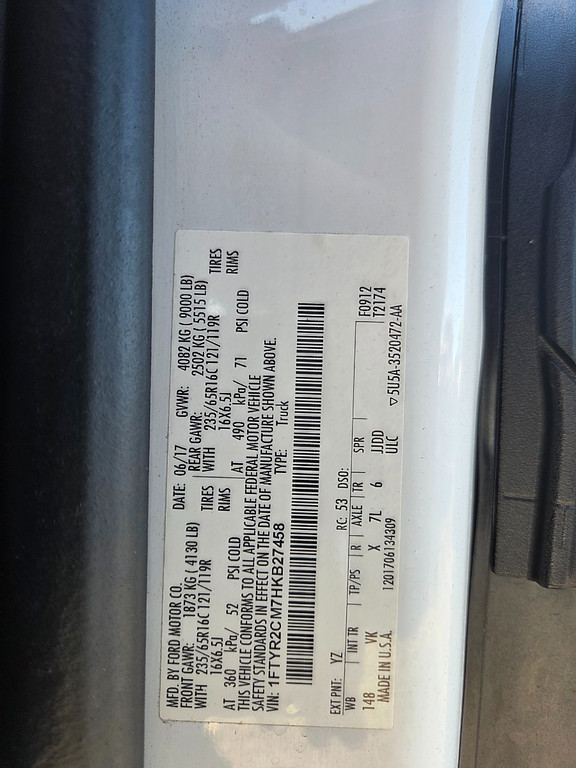 MFD. BY FORD MOTOR CO.
DATE: 06/17 GVWR: 4082 KG ( 9000 LB)
FRONT GAWR: 1873 KG ( 4130 LB) REAR GAWR: 2502 KG ( 5515 LB)
WITH 235/65R16C 121/119R TIRES WITH 235/65R16C 121/119R TIRES
16X6.5J RIMS 16X6.5J RIMS
AT 360 kPa/ 52 PSI COLD AT 490 kPa/ 71 PSI COLD
THIS VEHICLE CONFORMS TO ALL APPLICABLE FEDERAL MOTOR VEHICLE
SAFETY STANDARDS IN EFFECT ON THE DATE OF MANUFACTURE SHOWN ABOVE.
VIN: 1FTYR2CM7HKB27458 TYPE: Truck
EXT PNT: YZ RC: 53 DSO: F0912
WB INT TR TP/PS R AXLE TR SPR T2174
148 VK X 7L 6 JJDD
MADE IN U.S.A. 1201706134309 ULC ▽5U5A-3520472-AA